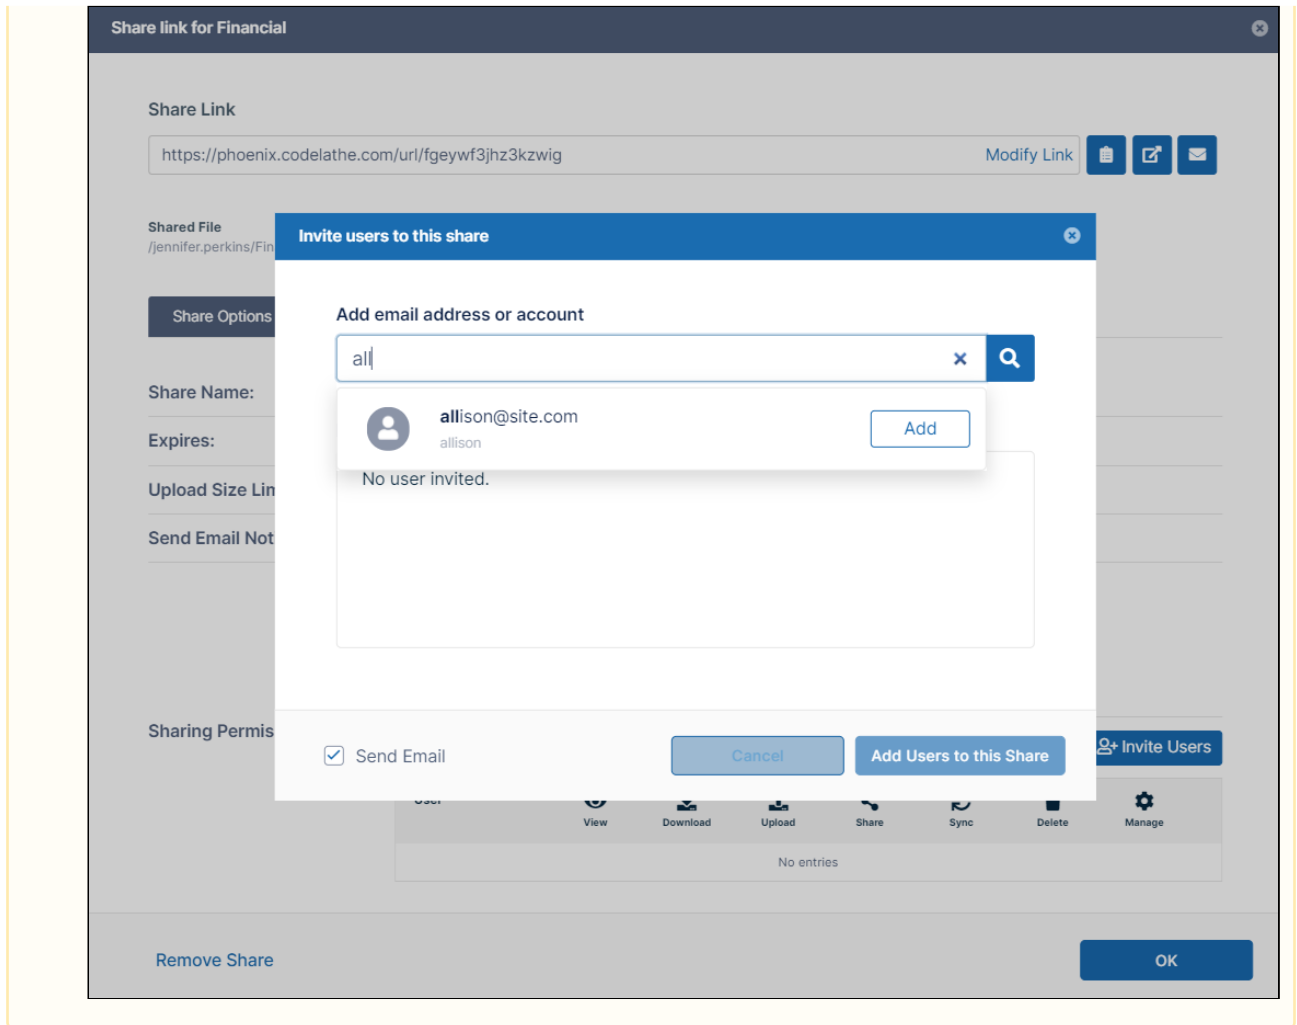 Share link for Financial
Share Link
https://phoenix.codelathe.com/url/fgeywf3jhz3kzwig Modify Link
Shared File
/jennifer.perkins/Fin
Invite users to this share
Share Options
Add email address or account
all
allison@site.com
allison
Add
Share Name:
Expires:
No user invited.
Upload Size Lim
Send Email Not
Sharing Permis
Send Email
Cancel
Add Users to this Share
Invite Users
User View Download Upload Share Sync Delete Manage
No entries
Remove Share
OK